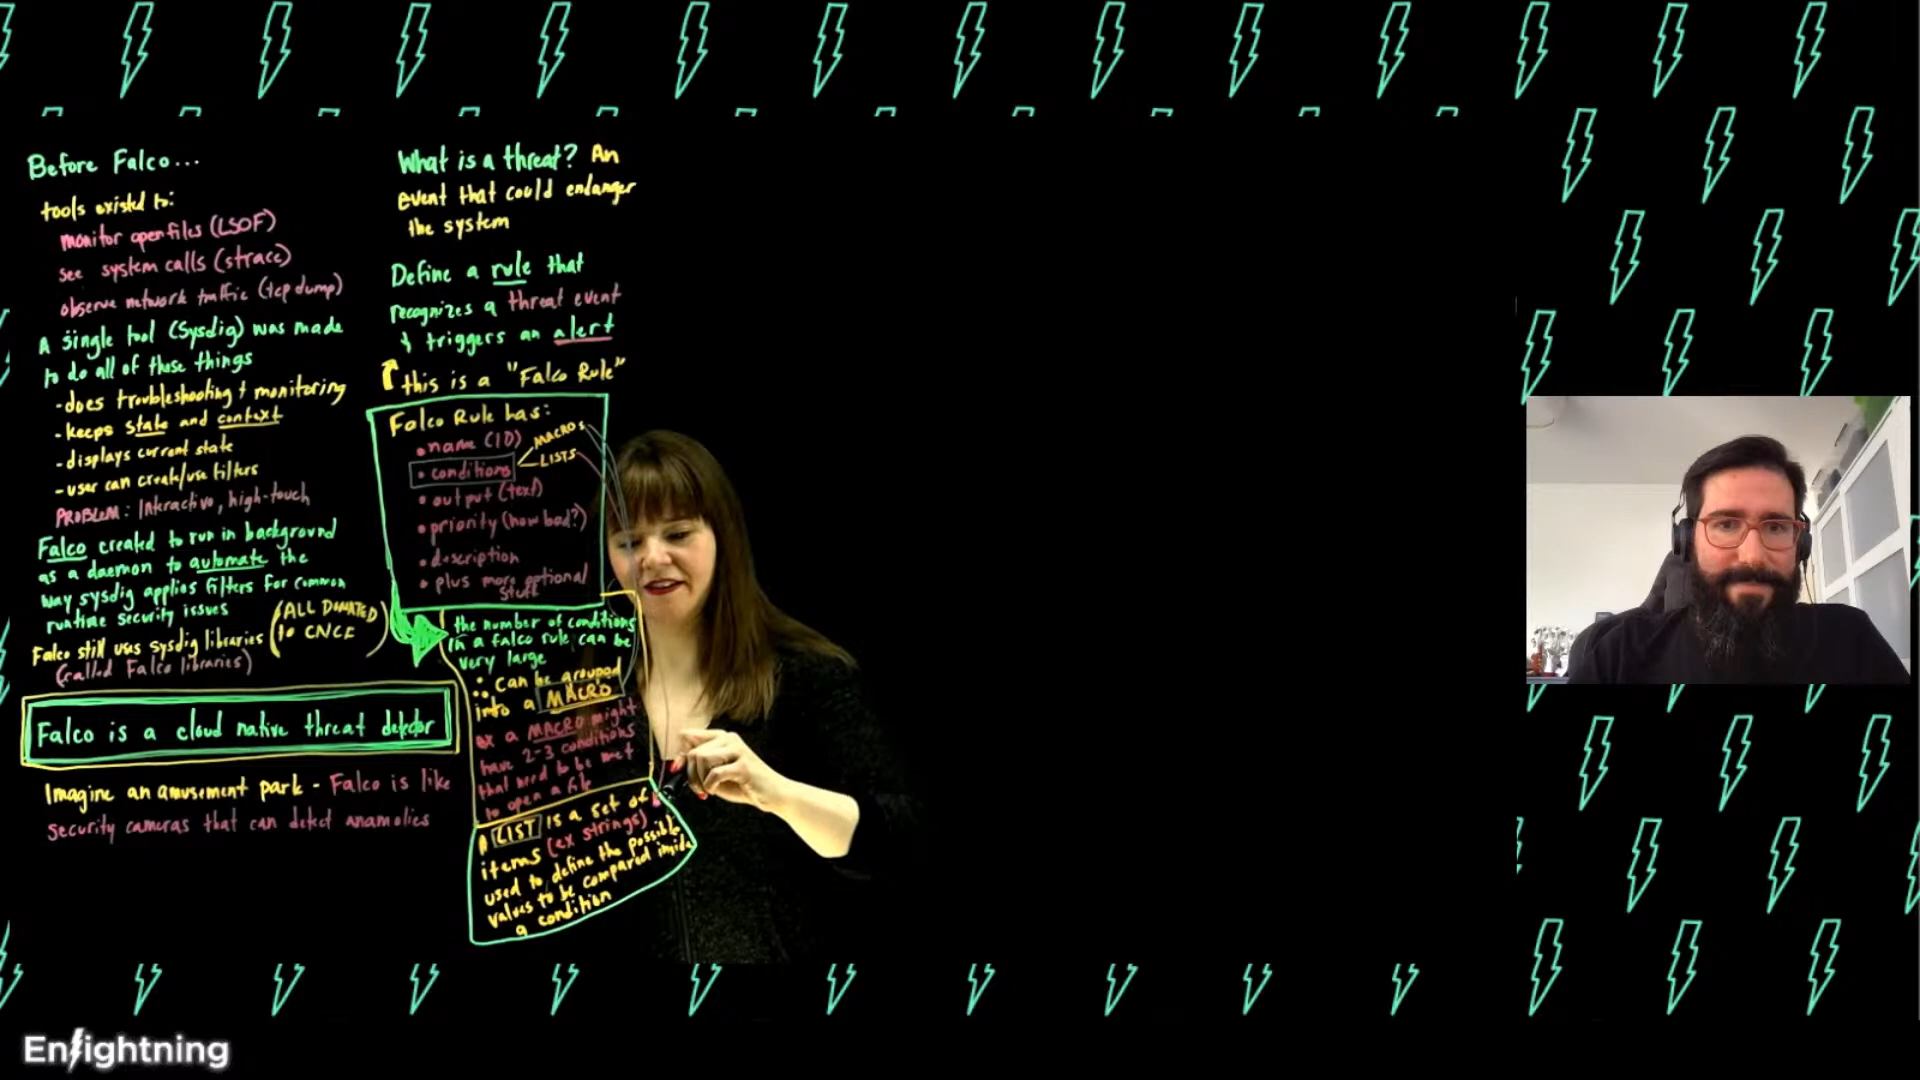 Before Falco...
tools existed to:
monitor open files (LSOF)
see system calls (strace)
observe network traffic (tcp dump)
A single tool (Sysdig) was made
to do all of these things
-does troubleshooting + monitoring
-keeps state and context
-displays current state
-user can create/use filters
PROBLEM: Interactive, high-touch
Falco created to run in background
as a daemon to automate the
way sysdig applies filters for common
runtime security issues
(ALL DONATED
to CNCF)
Falco still uses sysdig libraries
(called Falco libraries)
Falco is a cloud native threat detector
Imagine an amusement park - Falco is like
security cameras that can detect anamolies
What is a threat? An
event that could endanger
the system
Define a rule that
recognizes a threat event
& triggers an alert
this is a "Falco Rule"
Falco Rule has:
• name (ID)
• conditions
MACROS
LISTS
• output (text)
• priority (how bad?)
• description
• plus more optional
stuff
the number of conditions
in a falco rule can be
very large
∴ Can be grouped
into a MACRO
ex a MACRO might
have 2-3 conditions
that need to be met
to open a file
A LIST is a set of
items (ex strings)
used to define the possible
values to be compared inside
a condition
Enlightning